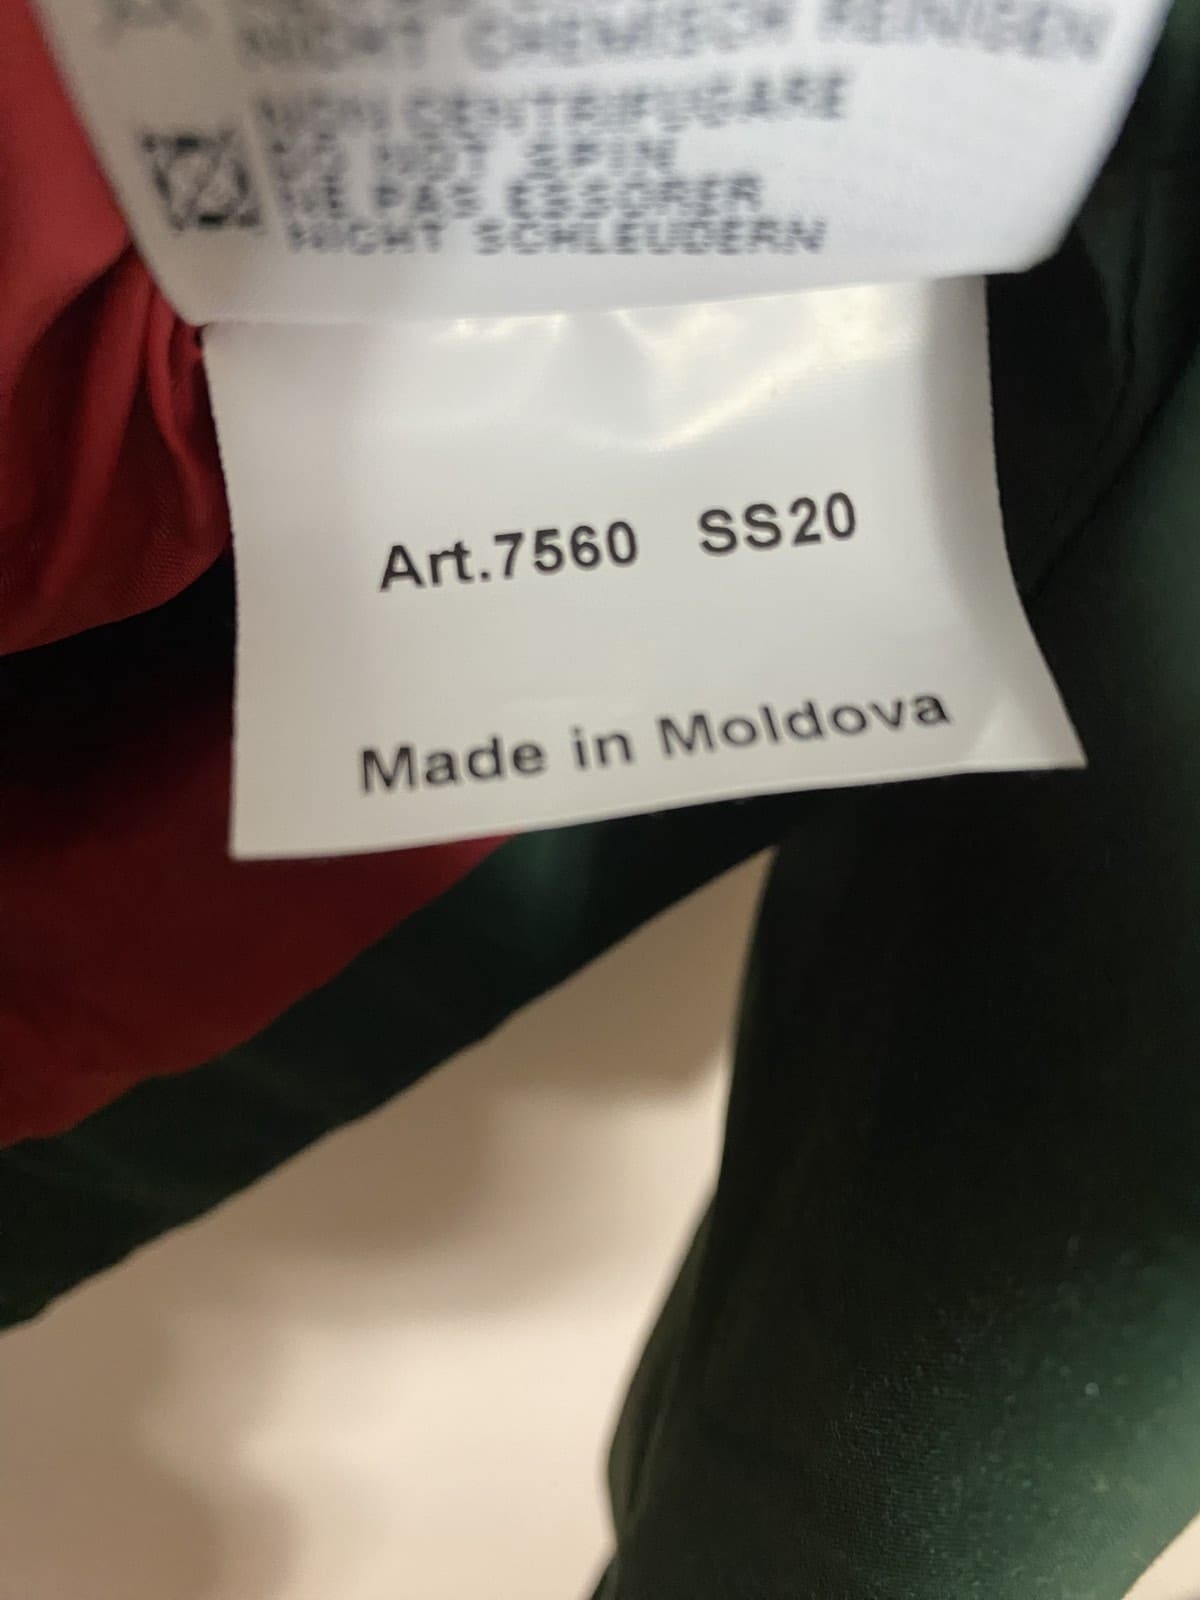 NICHT CHEMISCH REINIGEN
NON CENTRIFUGARE
DO NOT SPIN
NE PAS ESSORER
NICHT SCHLEUDERN
Art.7560 SS20
Made in Moldova